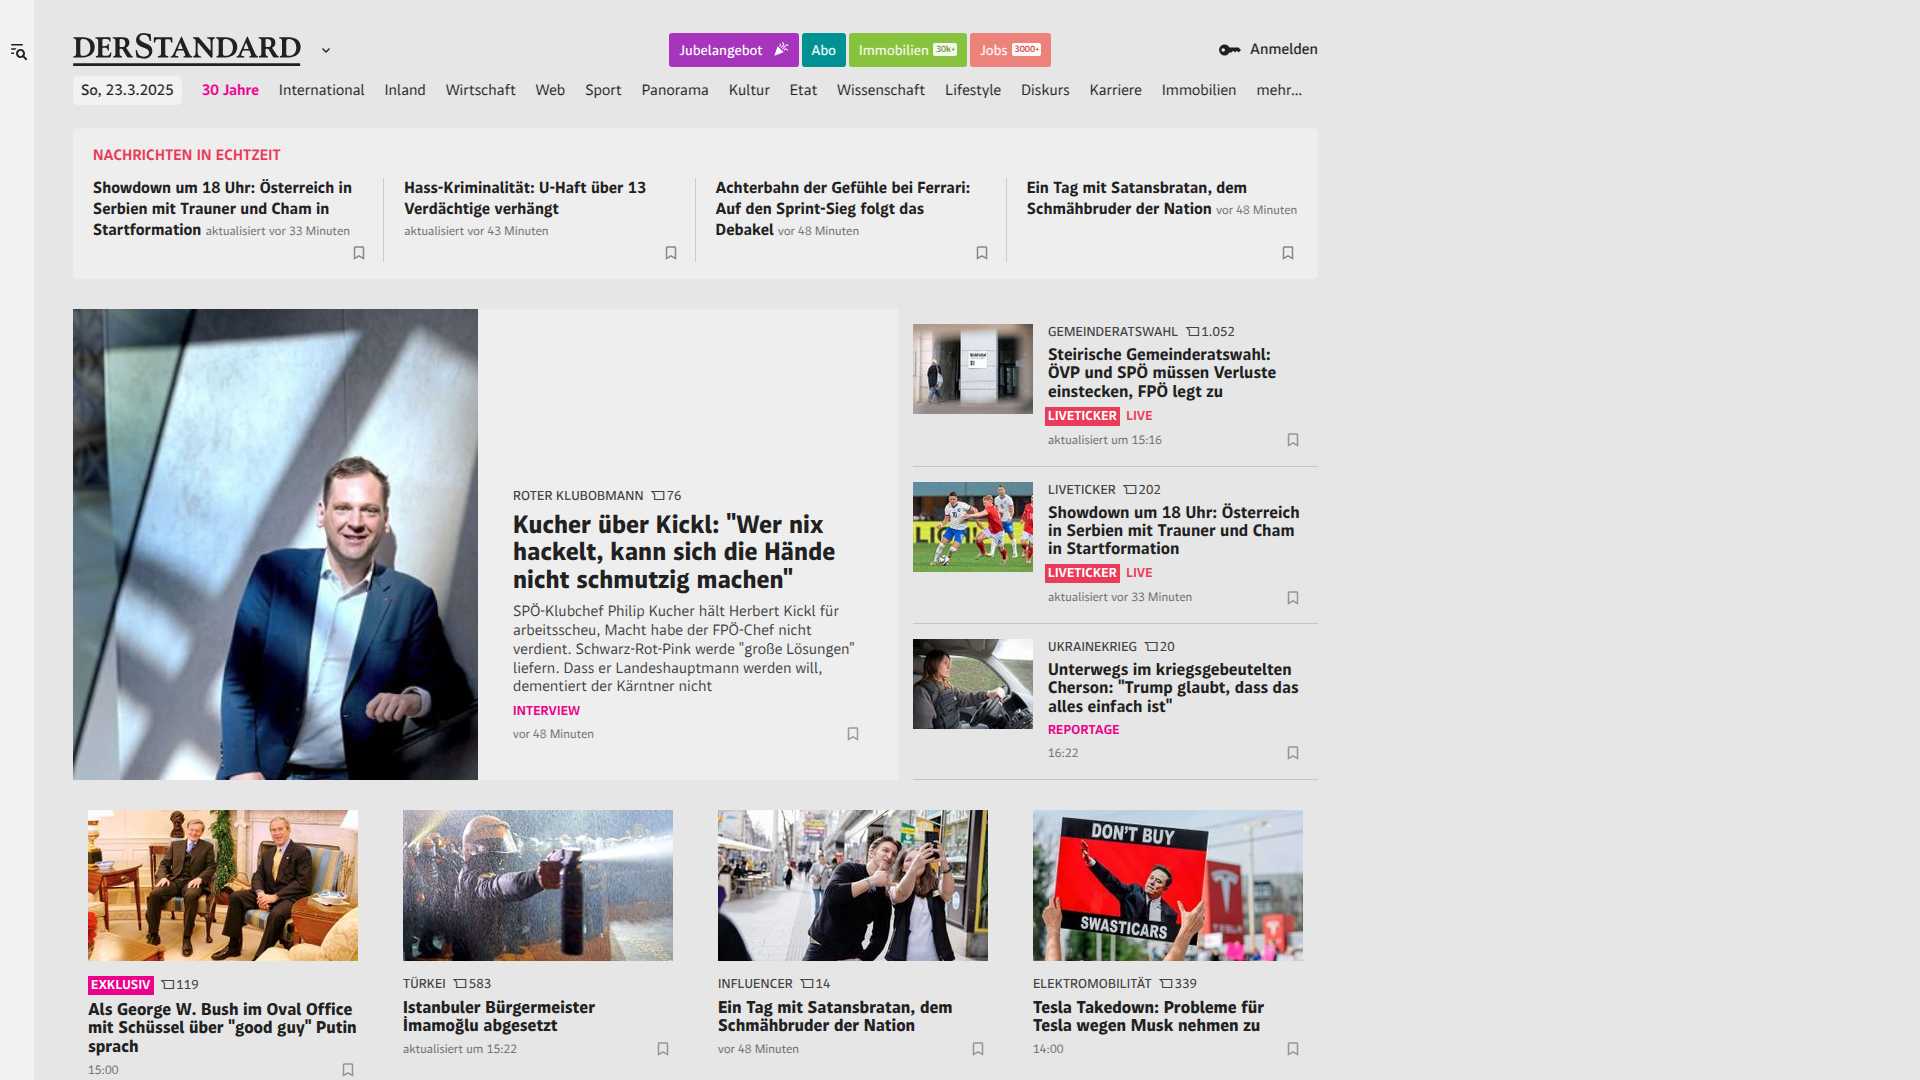 DERSTANDARD
Jubelangebot
Abo
Immobilien 30k+
Jobs 3000+
Anmelden
So, 23.3.2025
30 Jahre
International
Inland
Wirtschaft
Web
Sport
Panorama
Kultur
Etat
Wissenschaft
Lifestyle
Diskurs
Karriere
Immobilien
mehr...
NACHRICHTEN IN ECHTZEIT
Showdown um 18 Uhr: Österreich in
Serbien mit Trauner und Cham in
Startformation aktualisiert vor 33 Minuten
Hass-Kriminalität: U-Haft über 13
Verdächtige verhängt
aktualisiert vor 43 Minuten
Achterbahn der Gefühle bei Ferrari:
Auf den Sprint-Sieg folgt das
Debakel vor 48 Minuten
Ein Tag mit Satansbratan, dem
Schmähbruder der Nation vor 48 Minuten
ROTER KLUBOBMANN 76
Kucher über Kickl: "Wer nix
hackelt, kann sich die Hände
nicht schmutzig machen"
SPÖ-Klubchef Philip Kucher hält Herbert Kickl für
arbeitsscheu, Macht habe der FPÖ-Chef nicht
verdient. Schwarz-Rot-Pink werde "große Lösungen"
liefern. Dass er Landeshauptmann werden will,
dementiert der Kärntner nicht
INTERVIEW
vor 48 Minuten
GEMEINDERATSWAHL 1.052
Steirische Gemeinderatswahl:
ÖVP und SPÖ müssen Verluste
einstecken, FPÖ legt zu
LIVETICKER LIVE
aktualisiert um 15:16
LIVETICKER 202
Showdown um 18 Uhr: Österreich
in Serbien mit Trauner und Cham
in Startformation
LIVETICKER LIVE
aktualisiert vor 33 Minuten
UKRAINEKRIEG 20
Unterwegs im kriegsgebeutelten
Cherson: "Trump glaubt, dass das
alles einfach ist"
REPORTAGE
16:22
EXKLUSIV 119
Als George W. Bush im Oval Office
mit Schüssel über "good guy" Putin
sprach
15:00
TÜRKEI 583
Istanbuler Bürgermeister
İmamoğlu abgesetzt
aktualisiert um 15:22
INFLUENCER 14
Ein Tag mit Satansbratan, dem
Schmähbruder der Nation
vor 48 Minuten
DON'T BUY
SWASTICARS
TESLA
ELEKTROMOBILITÄT 339
Tesla Takedown: Probleme für
Tesla wegen Musk nehmen zu
14:00